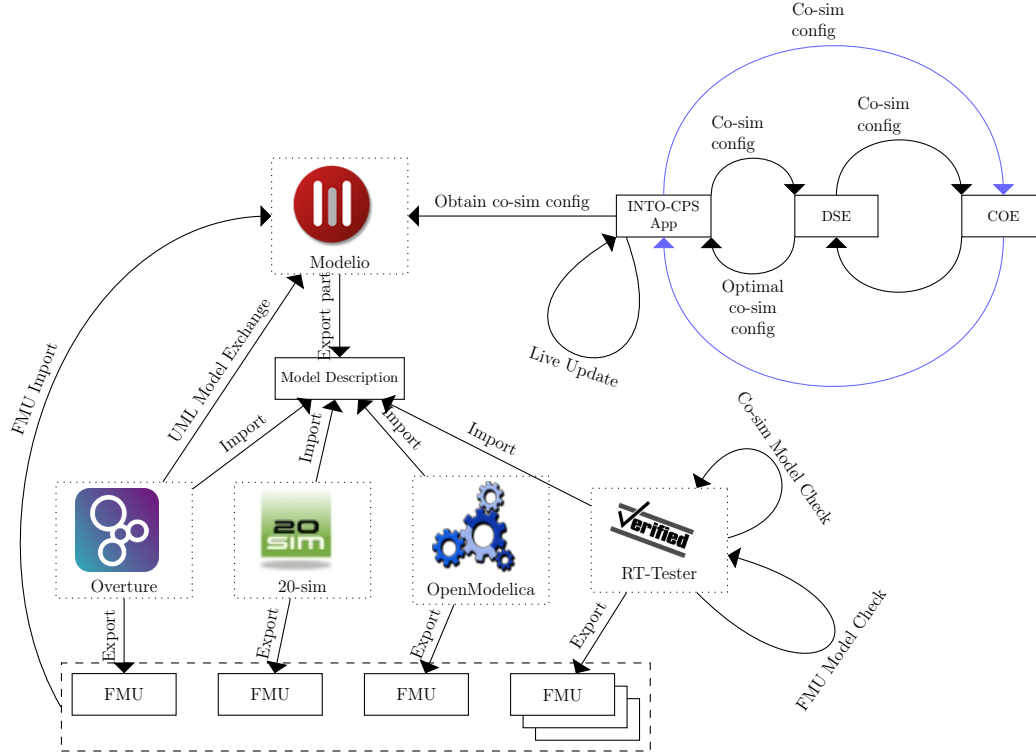 Co-sim
config
Co-sim
config
Co-sim
config
Obtain co-sim config
INTO-CPS
App
DSE
COE
Modelio
Optimal
co-sim
config
Live Update
Export part
Model Description
FMU Import
UML Model Exchange
Import
Import
Import
Import
Co-sim Model Check
20
sim
Verified
Overture
20-sim
OpenModelica
RT-Tester
FMU Model Check
Export
Export
Export
Export
FMU
FMU
FMU
FMU